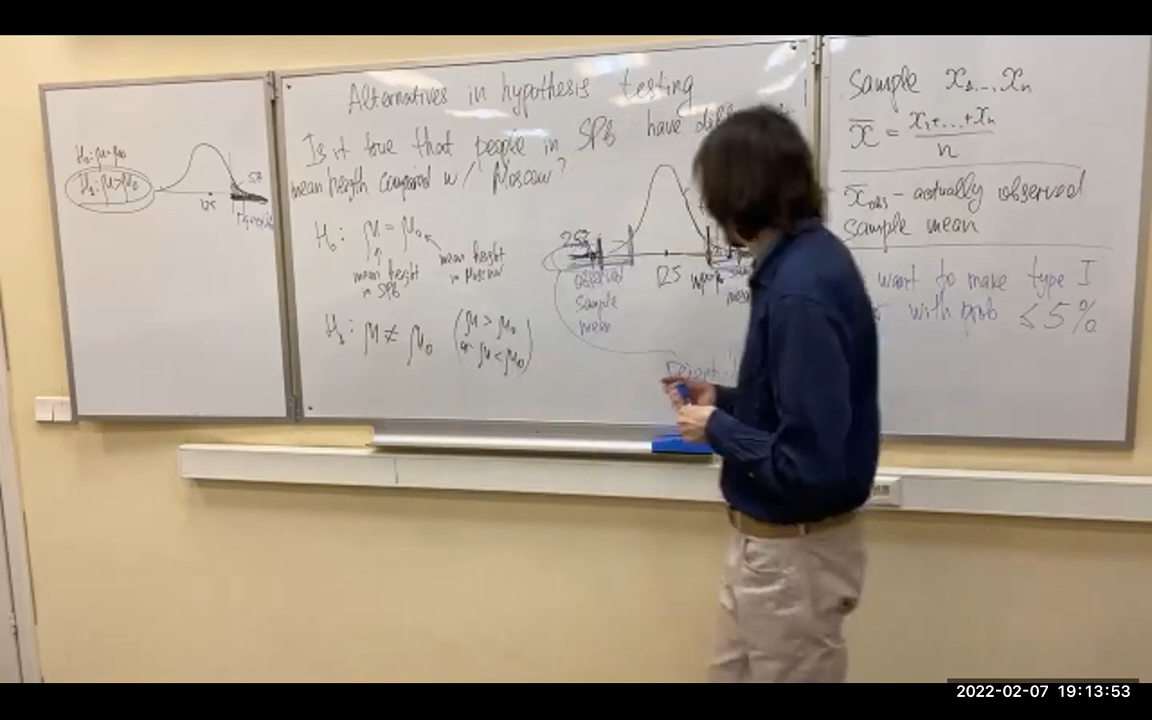 H₀: μ=μ₀
H₁: μ>μ₀
5%
125
Alternatives in hypothesis testing
Is it true that people in SPb have
mean heigth compared w/ Moscow?
H₀: μ = μ₀
mean height
in SPb
mean height
in Moscow
H₁: μ ≠ μ₀ (μ > μ₀
or μ < μ₀)
125
observed
sample
mean
Sample x₁,...,xₙ
x̄ = x₁+...+xₙ
n
x̄obs - actually observed
sample mean
want to make type I
with prob ≤ 5%
2022-02-07 19:13:53